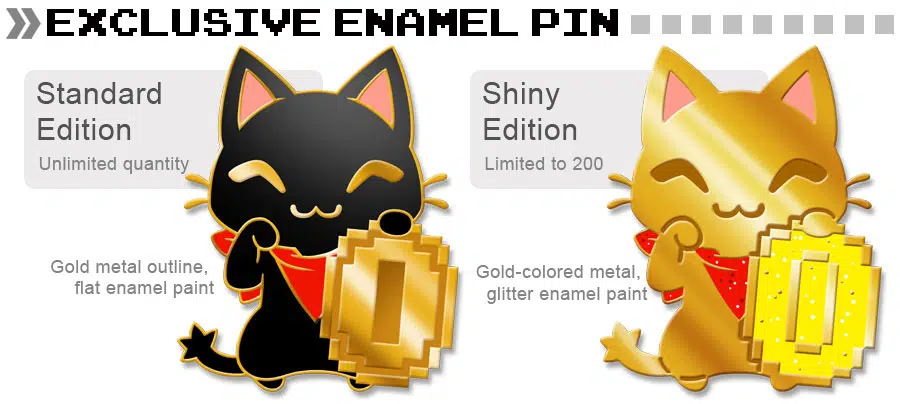 EXCLUSIVE ENAMEL PIN
Standard
Edition
Unlimited quantity
Gold metal outline,
flat enamel paint
Shiny
Edition
Limited to 200
Gold-colored metal,
glitter enamel paint